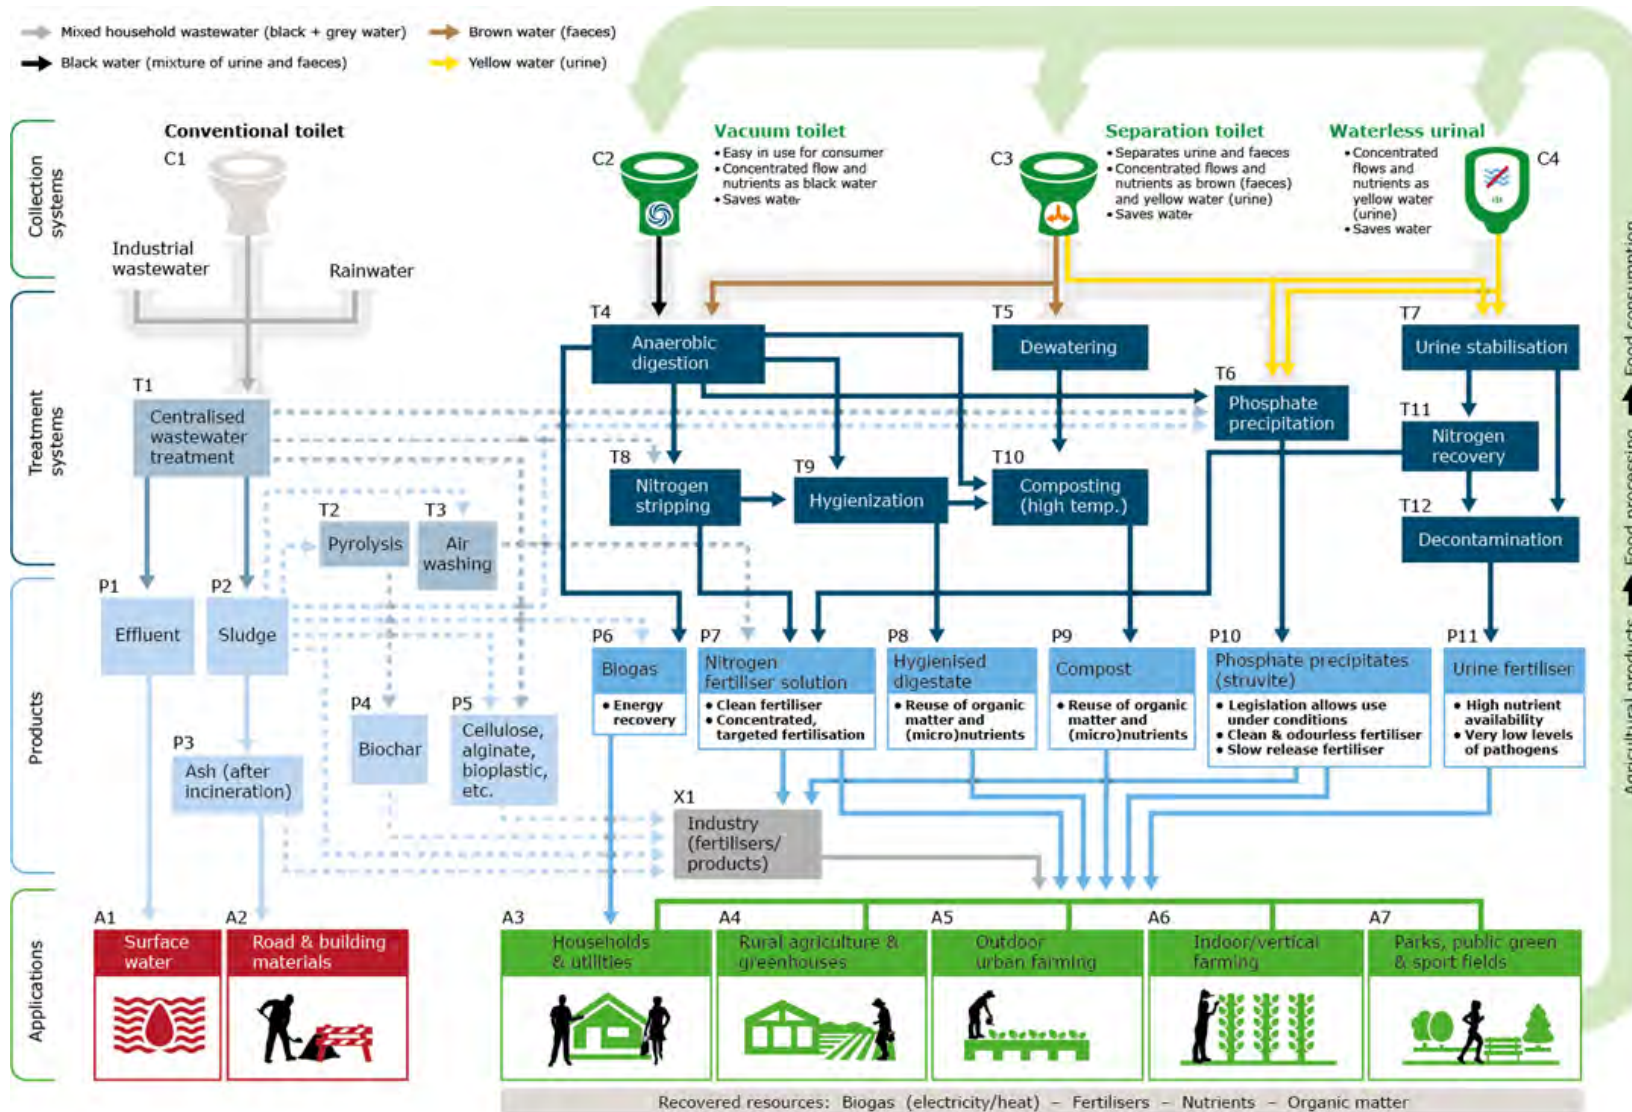 Mixed household wastewater (black + grey water)
Brown water (faeces)
Black water (mixture of urine and faeces)
Yellow water (urine)
Collection
systems
Conventional toilet
C1
Industrial
wastewater
Rainwater
C2
Vacuum toilet
• Easy in use for consumer
• Concentrated flow and
nutrients as black water
• Saves water
C3
Separation toilet
• Separates urine and faeces
• Concentrated flows and
nutrients as brown (faeces)
and yellow water (urine)
• Saves water
Waterless urinal
• Concentrated
flows and
nutrients as
yellow water
(urine)
• Saves water
C4
Treatment
systems
T1
Centralised
wastewater
treatment
T2
Pyrolysis
T3
Air
washing
T4
Anaerobic
digestion
T5
Dewatering
T6
Phosphate
precipitation
T7
Urine stabilisation
T8
Nitrogen
stripping
T9
Hygienization
T10
Composting
(high temp.)
T11
Nitrogen
recovery
T12
Decontamination
Products
P1
Effluent
P2
Sludge
P3
Ash (after
incineration)
P4
Biochar
P5
Cellulose,
alginate,
bioplastic,
etc.
P6
Biogas
• Energy
recovery
P7
Nitrogen
fertiliser solution
• Clean fertiliser
• Concentrated,
targeted fertilisation
P8
Hygienised
digestate
• Reuse of organic
matter and
(micro)nutrients
P9
Compost
• Reuse of organic
matter and
(micro)nutrients
P10
Phosphate precipitates
(struvite)
• Legislation allows use
under conditions
• Clean & odourless fertiliser
• Slow release fertiliser
P11
Urine fertiliser
• High nutrient
availability
• Very low levels
of pathogens
X1
Industry
(fertilisers/
products)
Applications
A1
Surface
water
A2
Road & building
materials
A3
Households
& utilities
A4
Rural agriculture &
greenhouses
A5
Outdoor
urban farming
A6
Indoor/vertical
farming
A7
Parks, public green
& sport fields
Agricultural products
Food processing
Food consumption
Recovered resources: Biogas (electricity/heat) – Fertilisers – Nutrients – Organic matter